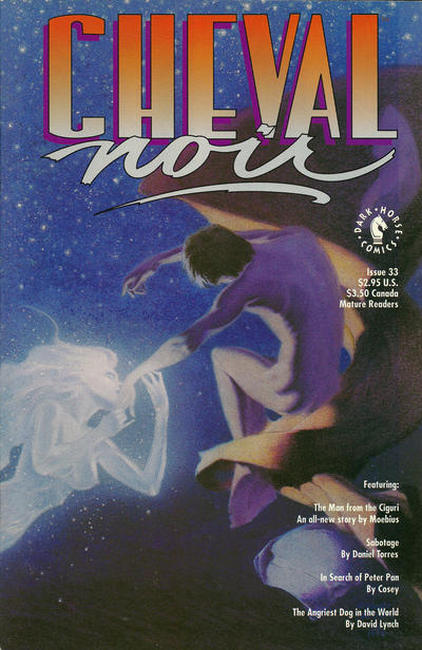 CHEVAL
noir
DARK • HORSE
COMICS
Issue 33
$2.95 U.S.
$3.50 Canada
Mature Readers
Featuring:
The Man from the Ciguri
An all-new story by Moebius
Sabotage
By Daniel Torres
In Search of Peter Pan
By Cosey
The Angriest Dog in the World
By David Lynch